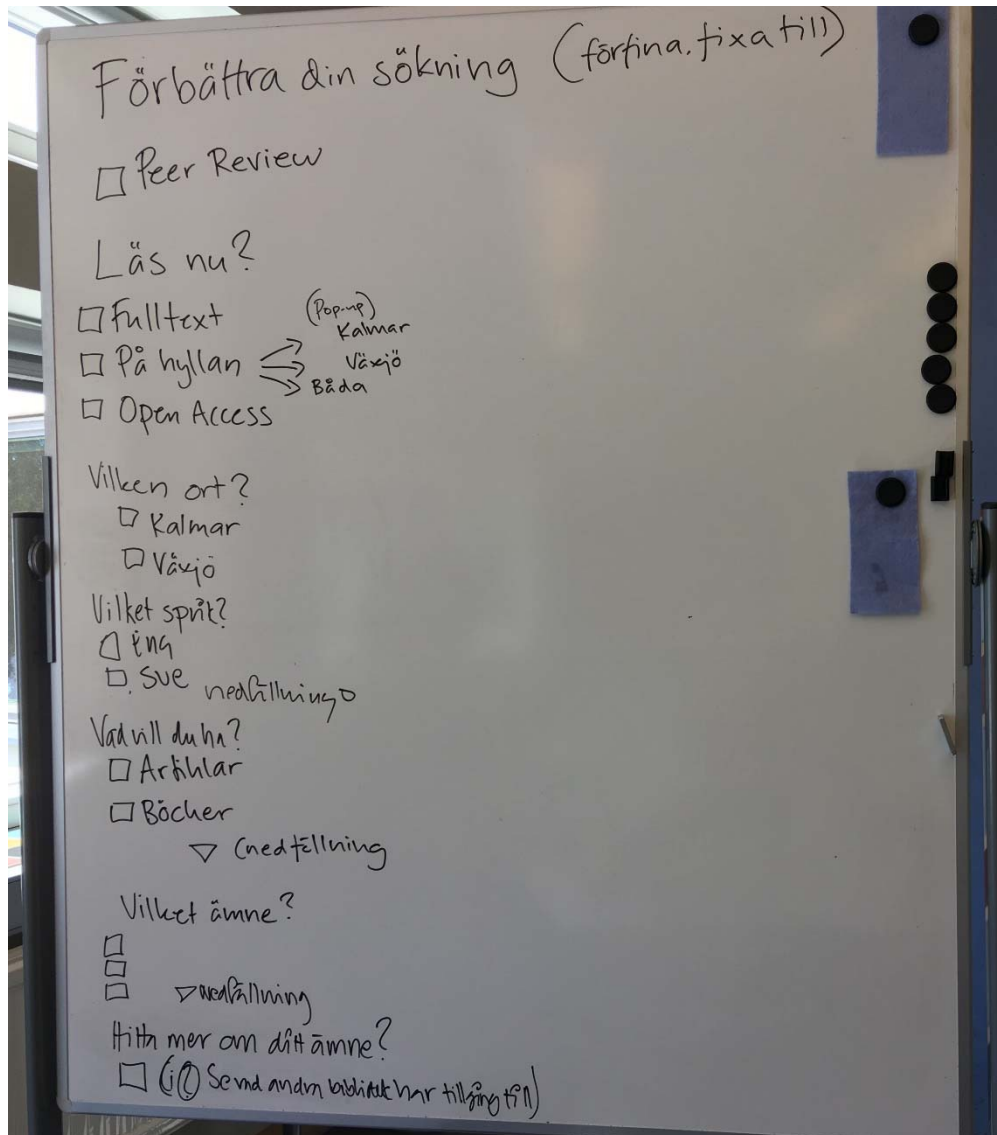 Förbättra din sökning (förfina, fixa till)
Peer Review
Läs nu?
Fulltext
(Pop-up)
På hyllan
Kalmar
Växjö
Båda
Open Access
Vilken ort?
Kalmar
Växjö
Vilket språk?
Eng
Sve nedfällning
Vad vill du ha?
Artiklar
Böcker
(nedfällning
Vilket ämne?
nedfällning
Hitta mer om ditt ämne?
(i Se vad andra bibliotek har tillgång till)